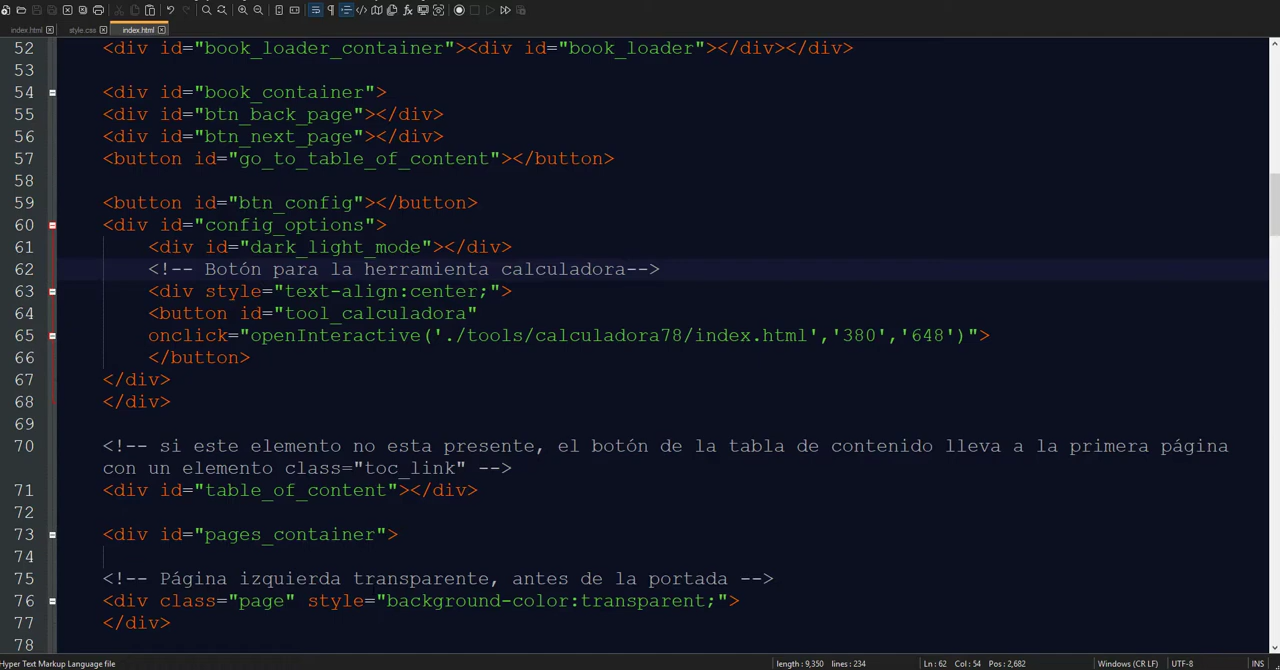 index.html style.css index.html
52 <div id="book_loader_container"><div id="book_loader"></div></div>
53
54 <div id="book_container">
55 <div id="btn_back_page"></div>
56 <div id="btn_next_page"></div>
57 <button id="go_to_table_of_content"></button>
58
59 <button id="btn_config"></button>
60 <div id="config_options">
61 <div id="dark_light_mode"></div>
62 <!-- Botón para la herramienta calculadora-->
63 <div style="text-align:center;">
64 <button id="tool_calculadora"
65 onclick="openInteractive('./tools/calculadora78/index.html','380','648')">
66 </button>
67 </div>
68 </div>
69
70 <!-- si este elemento no esta presente, el botón de la tabla de contenido lleva a la primera página
con un elemento class="toc_link" -->
71 <div id="table_of_content"></div>
72
73 <div id="pages_container">
74
75 <!-- Página izquierda transparente, antes de la portada -->
76 <div class="page" style="background-color:transparent;">
77 </div>
78
Hyper Text Markup Language file length : 9,350 lines : 234 Ln : 62 Col : 54 Pos : 2,682 Windows (CR LF) UTF-8 INS